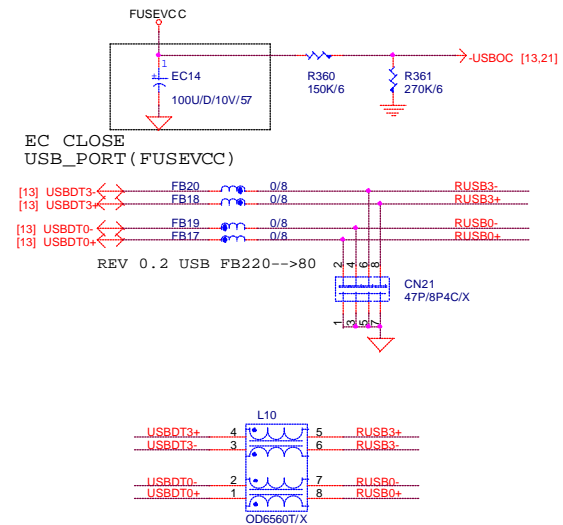 FUSEVCC
1
EC14
100U/D/10V/57
R360
150K/6
R361
270K/6
-USBOC [13,21]
EC CLOSE
USB_PORT(FUSEVCC)
[13] USBDT3- FB20 0/8 RUSB3-
[13] USBDT3+ FB18 0/8 RUSB3+
[13] USBDT0- FB19 0/8 RUSB0-
[13] USBDT0+ FB17 0/8 RUSB0+
REV 0.2 USB FB220-->80
2 4 6 8
CN21
47P/8P4C/X
1 3 5 7
L10
USBDT3+ 4 5 RUSB3+
USBDT3- 3 6 RUSB3-
USBDT0- 2 7 RUSB0-
USBDT0+ 1 8 RUSB0+
OD6560T/X